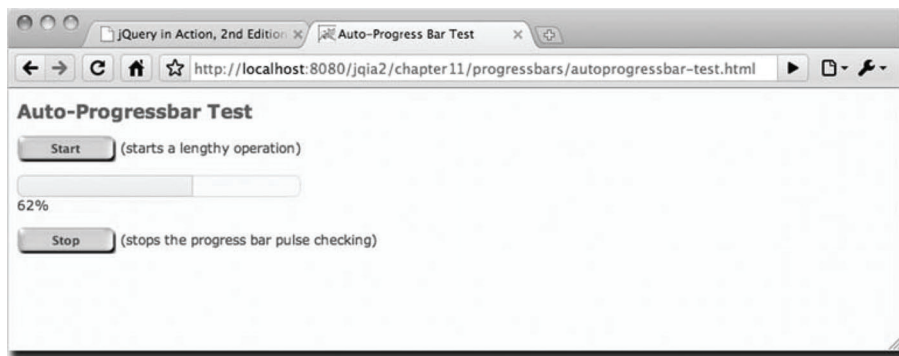 jQuery in Action, 2nd Edition
Auto-Progress Bar Test
http://localhost:8080/jqia2/chapter11/progressbars/autoprogressbar-test.html
Auto-Progressbar Test
Start (starts a lengthy operation)
62%
Stop (stops the progress bar pulse checking)